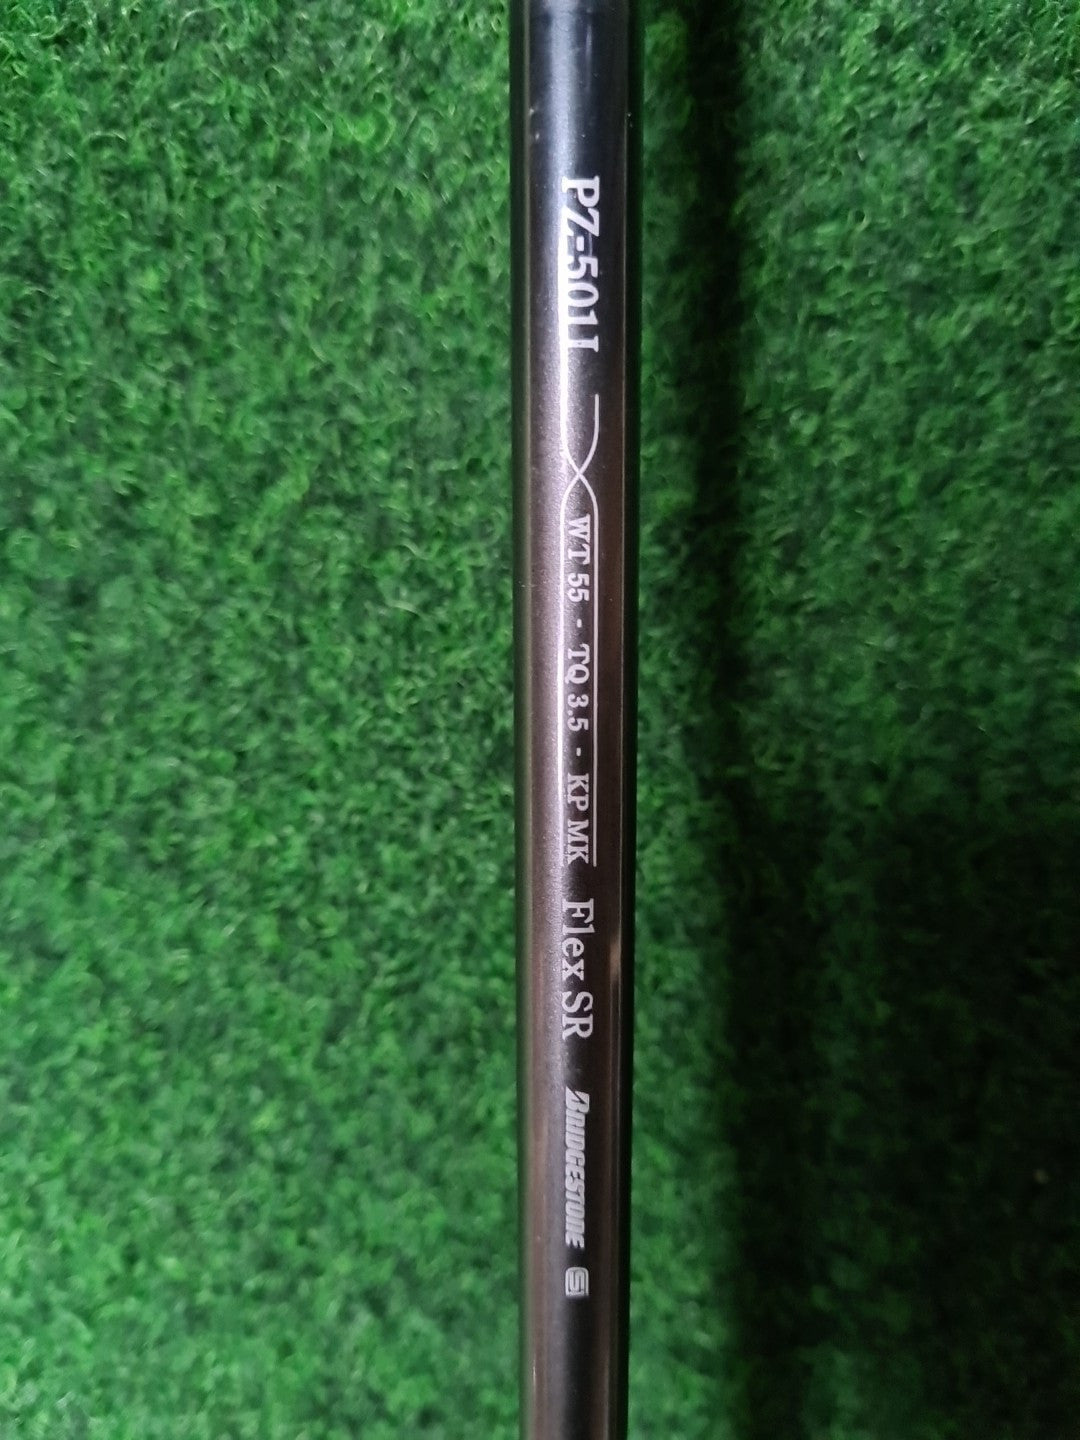 PZ-501I
WT 55 - TQ 3.5 - KP MK
Flex SR
BRIDGESTONE